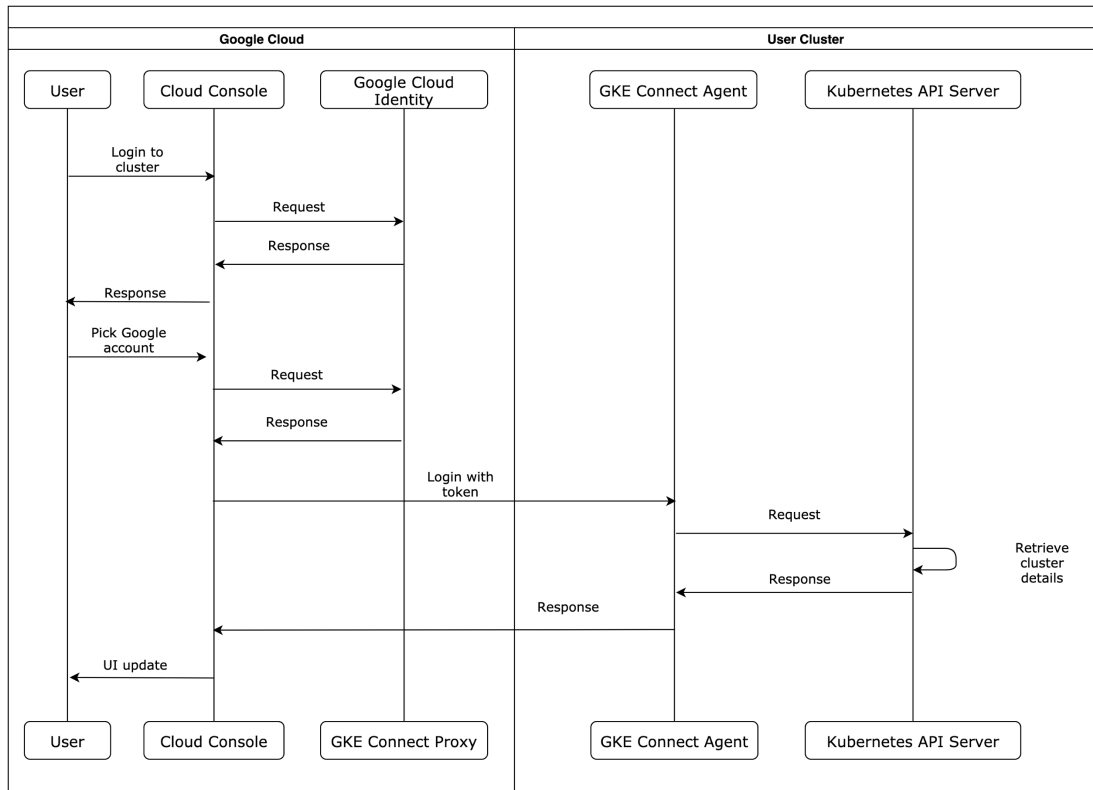 Google Cloud
User Cluster
User
Cloud Console
Google Cloud
Identity
GKE Connect Agent
Kubernetes API Server
Login to
cluster
Request
Response
Response
Pick Google
account
Request
Response
Login with
token
Request
Retrieve
cluster
details
Response
Response
UI update
User
Cloud Console
GKE Connect Proxy
GKE Connect Agent
Kubernetes API Server